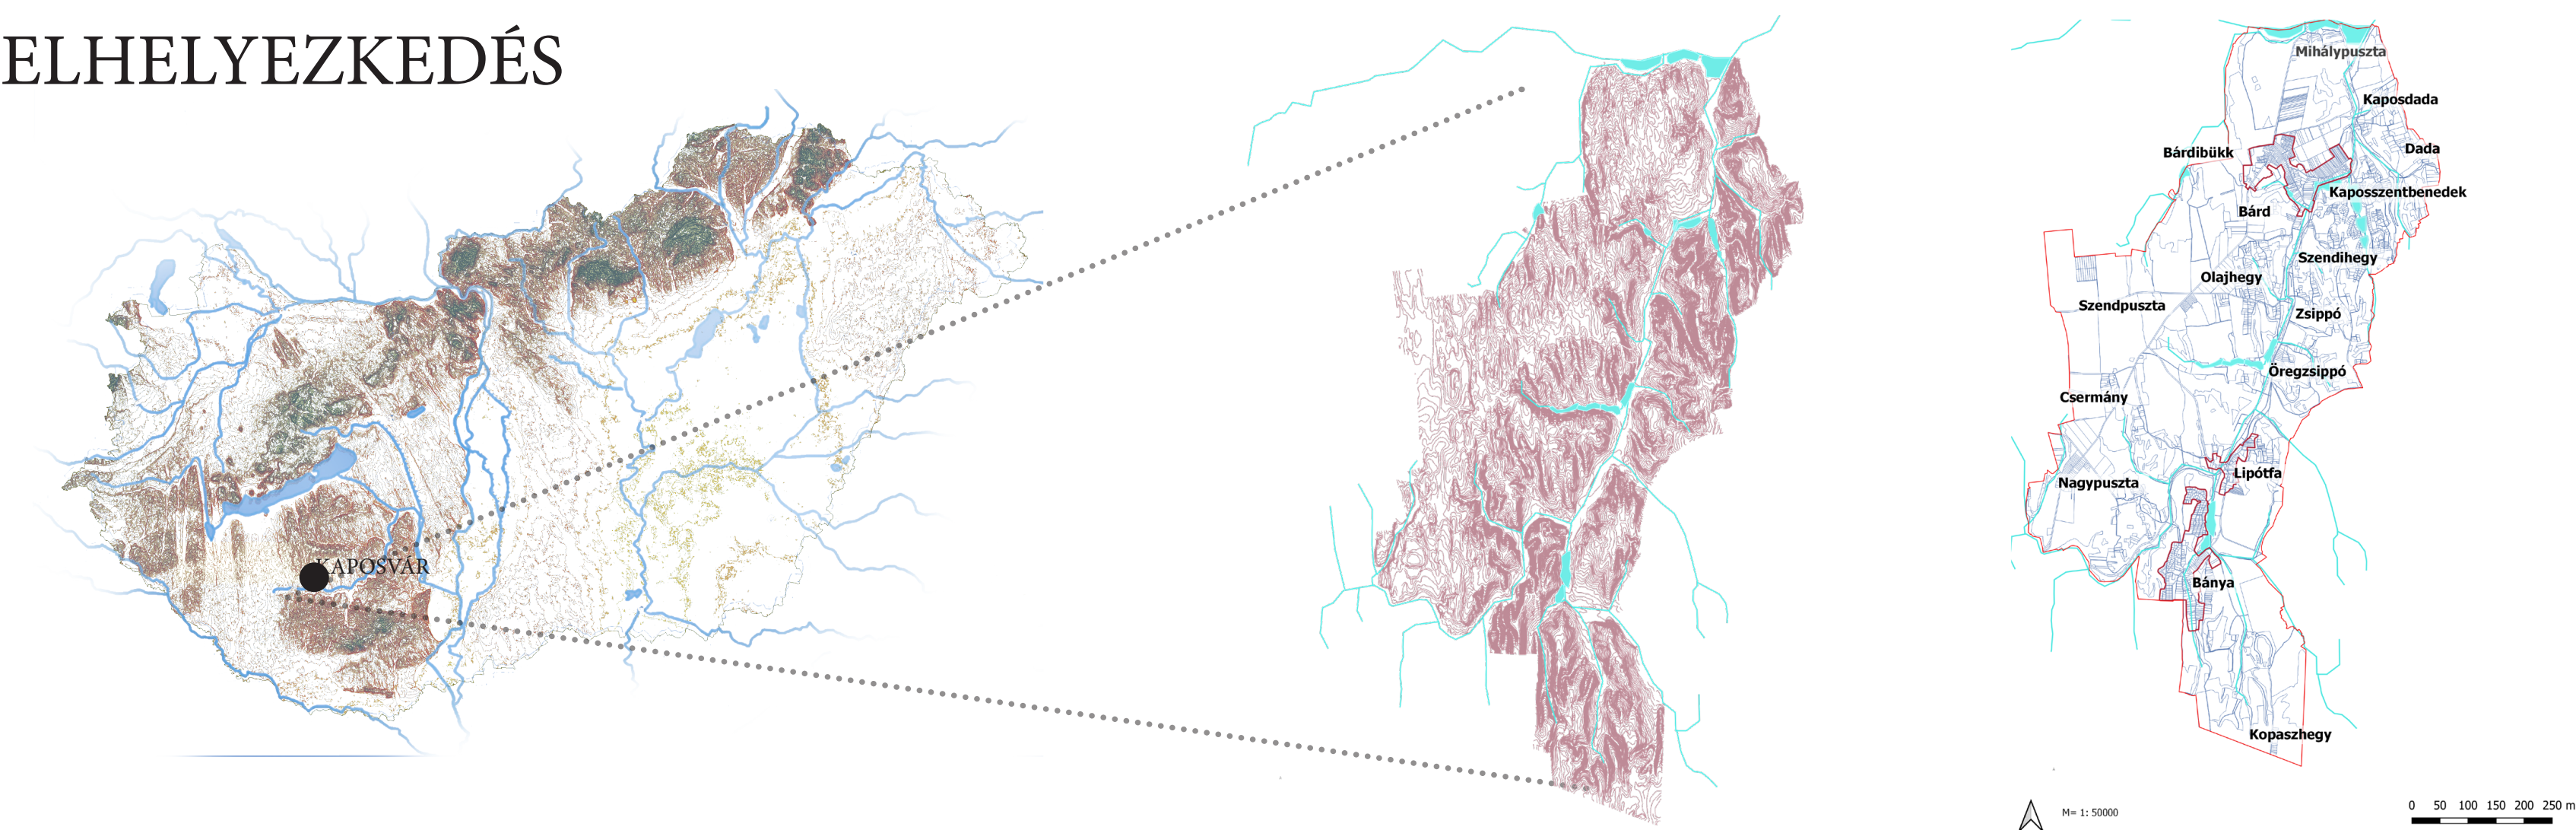 ELHELYEZKEDÉS
KAPOSVÁR
Mihálypuszta
Kaposdada
Dada
Bárdibükk
Kaposszentbenedek
Bárd
Szendihegy
Olajhegy
Szendpuszta
Zsippó
Öregzsippó
Csermány
Lipótfa
Nagypuszta
Bánya
Kopaszhegy
M= 1: 50000
0 50 100 150 200 250 m